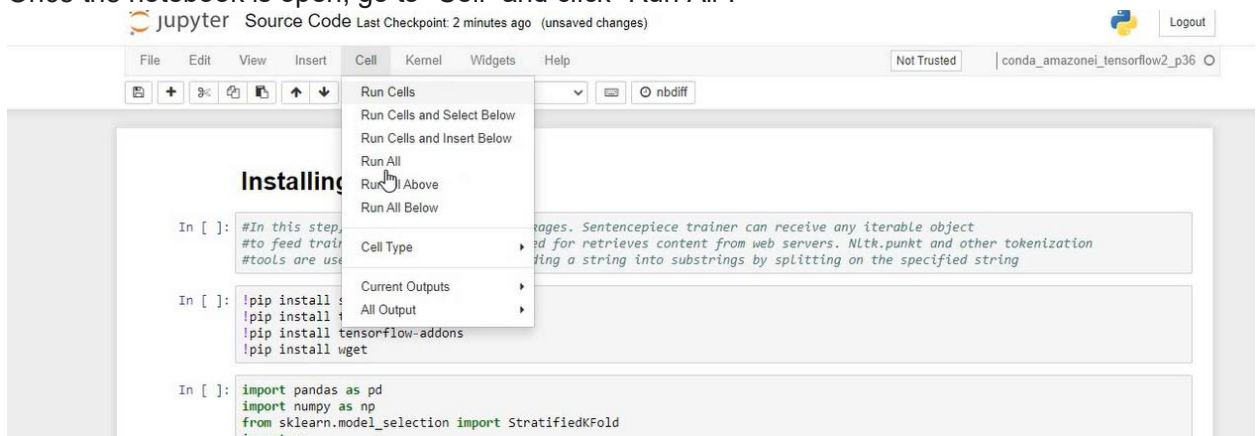 Once the notebook is open, go to "Cell" and click "Run All".
jupyter Source Code Last Checkpoint: 2 minutes ago (unsaved changes) Logout
File Edit View Insert Cell Kernel Widgets Help Not Trusted conda_amazonei_tensorflow2_p36
nbdiff
Run Cells
Run Cells and Select Below
Run Cells and Insert Below
Run All
Run All Above
Run All Below
Cell Type
Current Outputs
All Output
Installing
In [ ]: #In this step, ages. Sentencepiece trainer can receive any iterable object
#to feed train ed for retrieves content from web servers. Nltk.punkt and other tokenization
#tools are use ding a string into substrings by splitting on the specified string
In [ ]: !pip install s
!pip install t
!pip install tensorflow-addons
!pip install wget
In [ ]: import pandas as pd
import numpy as np
from sklearn.model_selection import StratifiedKFold